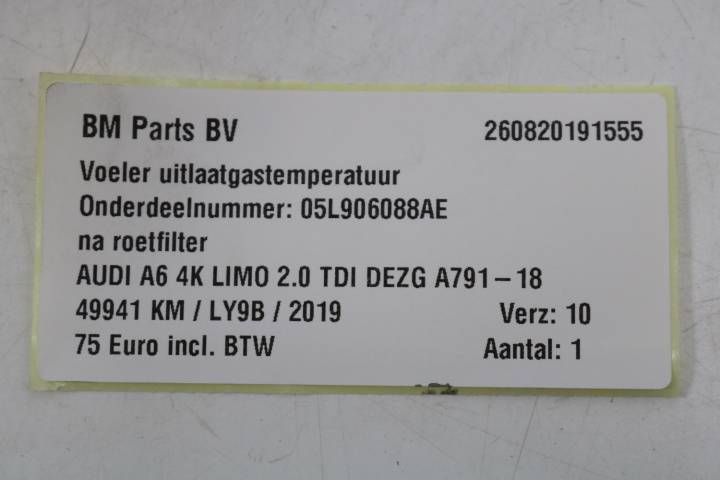 BM Parts BV 260820191555
Voeler uitlaatgastemperatuur
Onderdeelnummer: 05L906088AE
na roetfilter
AUDI A6 4K LIMO 2.0 TDI DEZG A791-18
49941 KM / LY9B / 2019 Verz: 10
75 Euro incl. BTW Aantal: 1